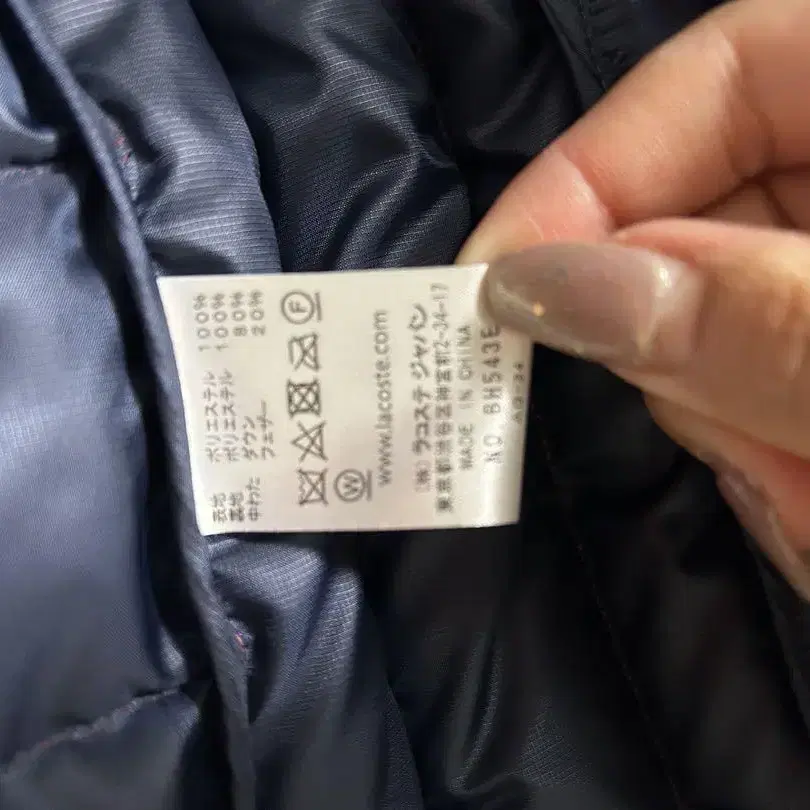 表地 ポリエステル 100%
裏地 ポリエステル 100%
中わた ダウン 80%
フェザー 20%
W F
www.lacoste.com
(株) ラコステ ジャパン
東京都渋谷区神宮前2-34-17
MADE IN CHINA
NO. BH543E